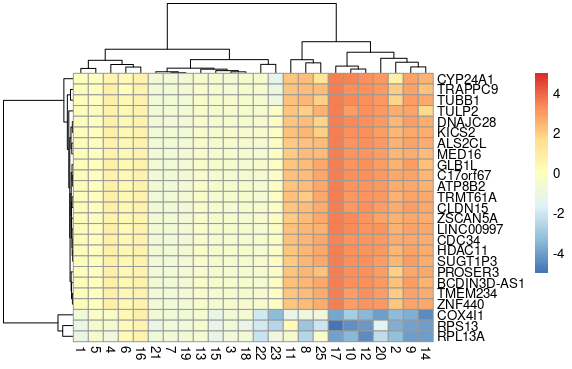 CYP24A1
TRAPPC9
TUBB1
TULP2
DNAJC28
KICS2
ALS2CL
MED16
GLB1L
C17orf67
ATP8B2
TRMT61A
CLDN15
ZSCAN5A
LINC00997
CDC34
HDAC11
SUGT1P3
PROSER3
BCDIN3D-AS1
TMEM234
ZNF440
COX4I1
RPS13
RPL13A
4
2
0
-2
-4
1 5 4 6 16 21 7 19 13 15 3 18 22 23 11 8 25 17 10 12 20 2 9 14